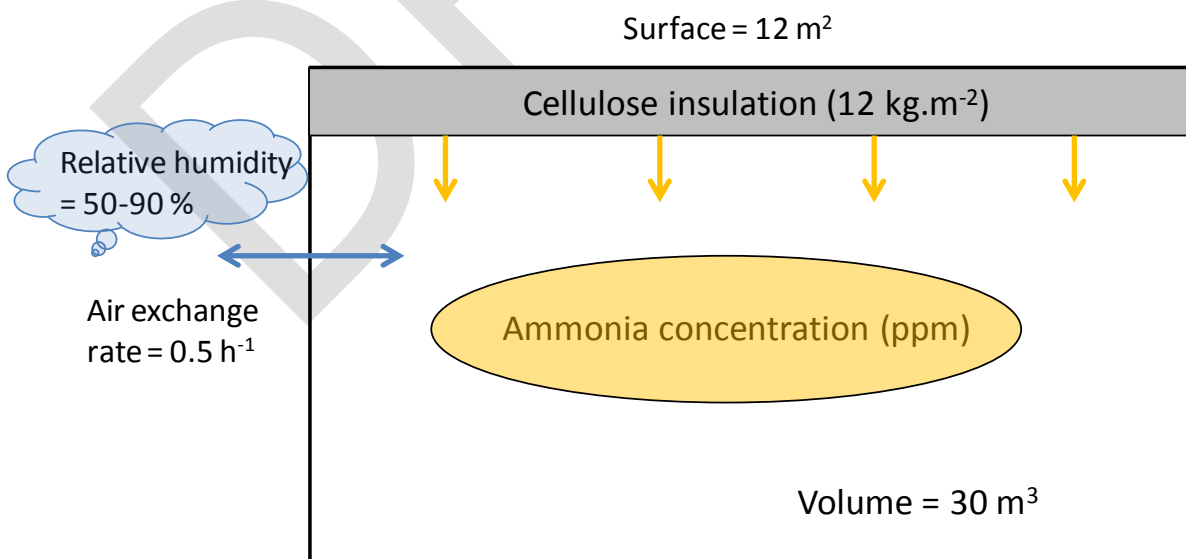 Surface = 12 m²
Cellulose insulation (12 kg.m⁻²)
Relative humidity
= 50-90 %
Air exchange
rate = 0.5 h⁻¹
Ammonia concentration (ppm)
Volume = 30 m³